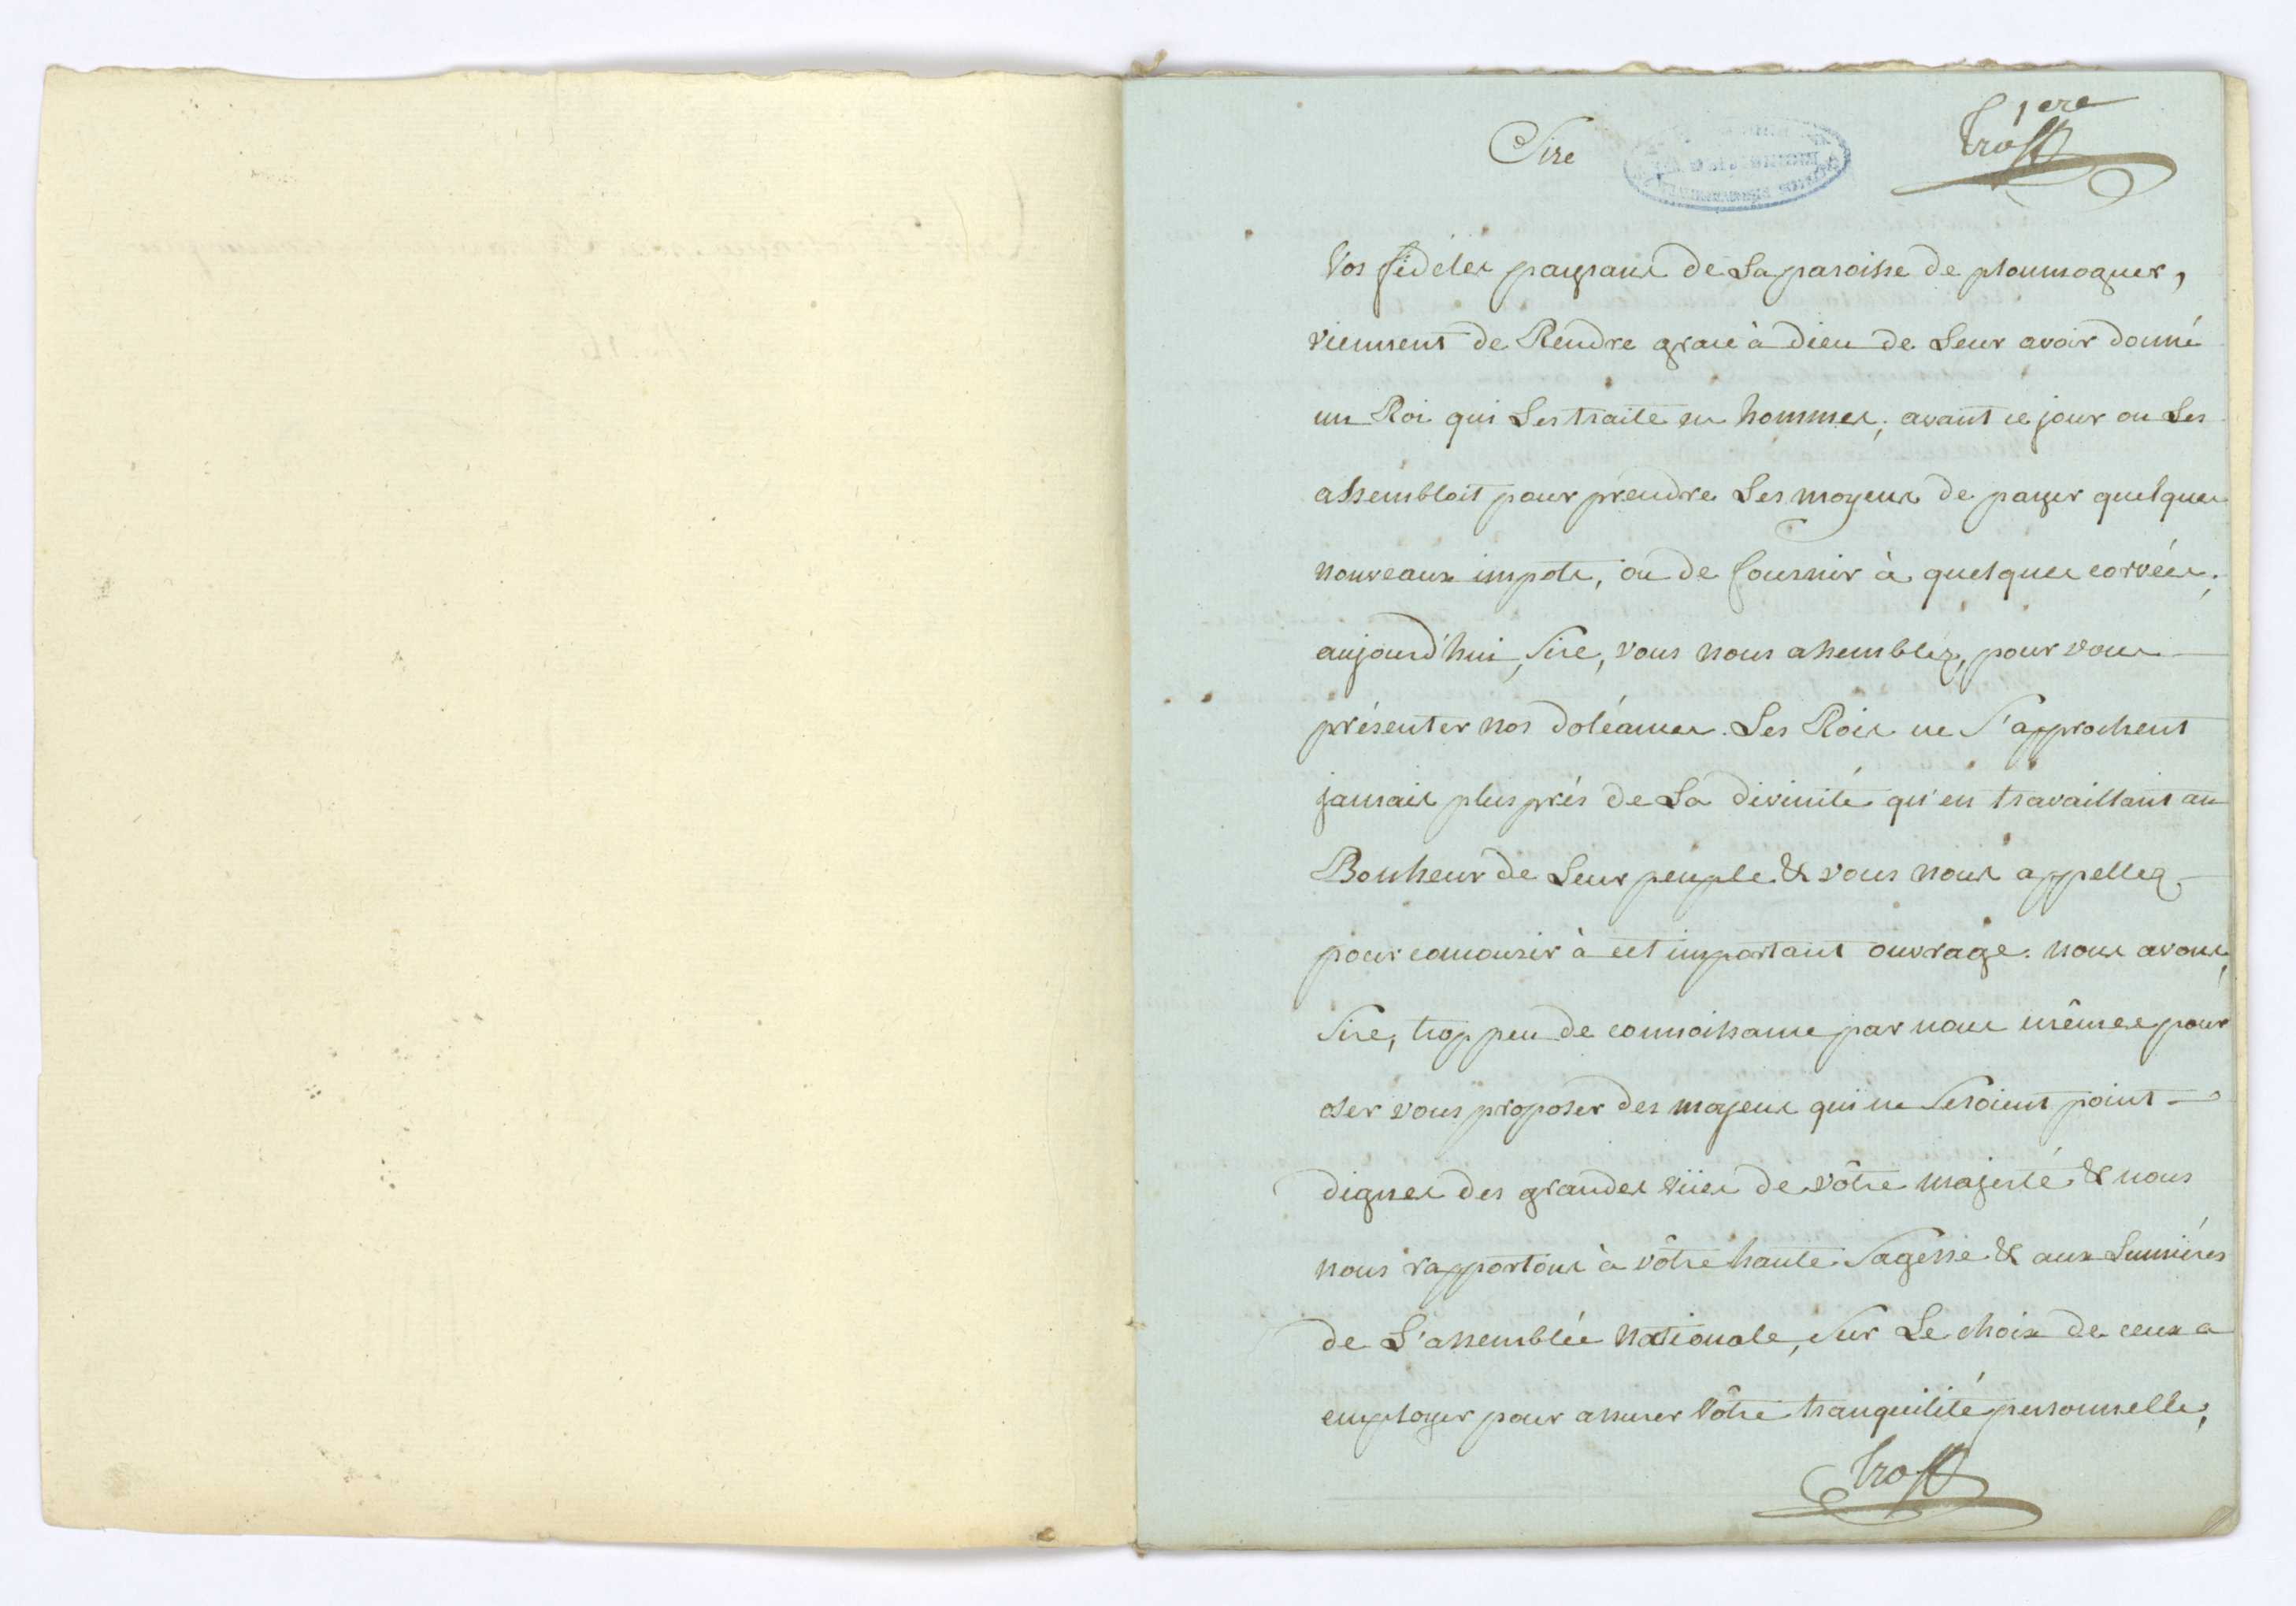 1ere
Sire
Vos fideles paysans de La paroisse de ploumoguer,
viennent de Rendre grace à dieu de Leur avoir donné
un Roi qui Les traite en hommes; avant ce jour on Les
assembloit pour prendre Les moyens de payer quelques
nouveaux impots, ou de fournir à quelques corvées;
aujourd'hui, Sire, vous nous assemblez, pour vous
présenter nos doléances. Les Rois ne s'approchent
jamais plus près de La divinité qu'en travaillant au
Bonheur de Leur peuple & vous nous appellez
pour concourir à cet important ouvrage. nous avons,
Sire, trop peu de connoissance par nous mêmes pour
oser vous proposer des moyens qui ne seroient point
dignes des grandes vües de vôtre majesté & nous
nous rapportons à vôtre haute Sagesse & aux Lumières
de L'assemblée nationale, sur Le choix de ceux a
employer pour assurer vôtre tranquilité personnelle,